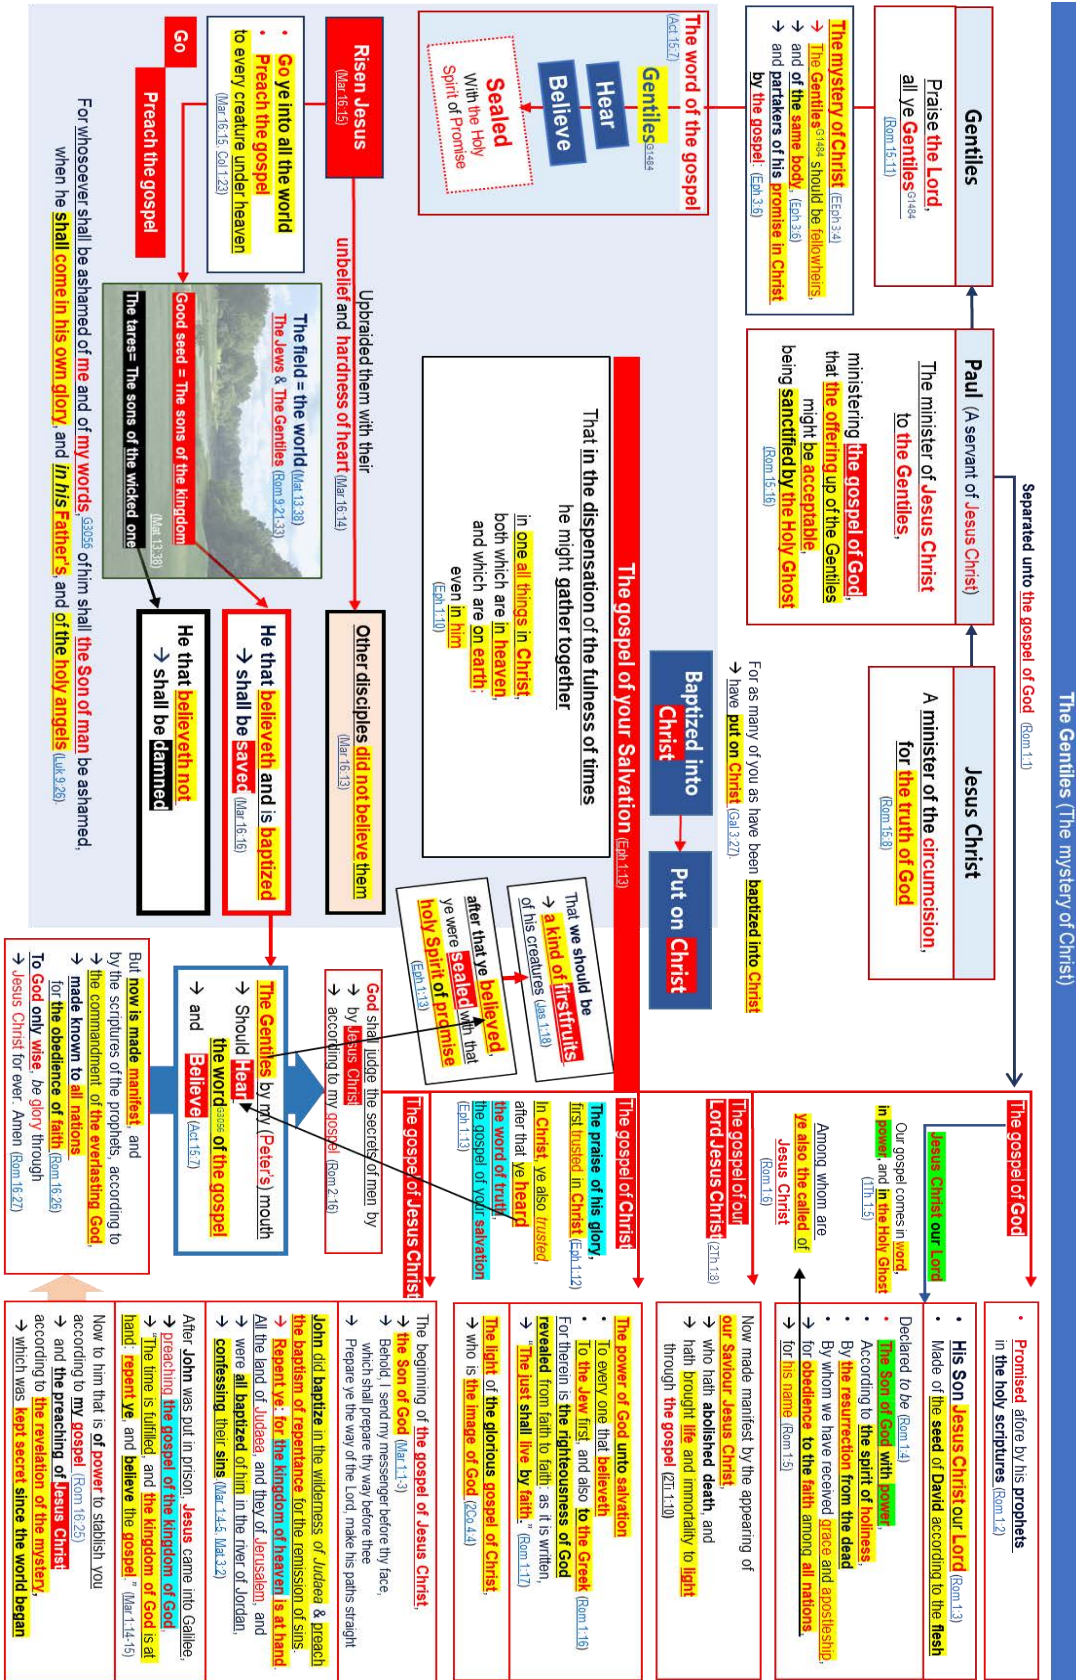 The Gentiles (The mystery of Christ)
Separated unto the gospel of God (Rom 1:1)
Gentiles
Praise the Lord,
all ye Gentiles G1484
(Rom 15:11)
Paul (A servant of Jesus Christ)
The minister of Jesus Christ
to the Gentiles,
ministering the gospel of God,
that the offering up of the Gentiles
might be acceptable,
being sanctified by the Holy Ghost
(Rom 15:16)
Jesus Christ
A minister of the circumcision,
for the truth of God
(Rom 15:8)
The mystery of Christ (EEph 3:4)
→ The Gentiles G1484 should be fellowheirs,
→ and of the same body, (Eph 3:6)
→ and partakers of his promise in Christ
by the gospel: (Eph 3:6)
For as many of you as have been baptized into Christ
→ have put on Christ (Gal 3:27).
Baptized into
Christ
Put on Christ
The word of the gospel
(Act 15:7)
Gentiles G1484
Hear
Believe
Sealed
With the Holy
Spirit of Promise
The gospel of your Salvation (Eph 1:13)
That in the dispensation of the fulness of times
he might gather together
in one all things in Christ,
both which are in heaven,
and which are on earth;
even in him
(Eph 1:10)
That we should be
→ a kind of firstfruits
of his creatures (Jas 1:18)
after that ye believed,
ye were sealed with that
holy Spirit of promise
(Eph 1:13)
Risen Jesus
(Mar 16:15)
Upbraided them with their
unbelief and hardness of heart (Mar 16:14)
Other disciples did not believe them
(Mar 16:13)
• Go ye into all the world
• Preach the gospel
to every creature under heaven
(Mar 16:15, Col 1:23)
Go
Preach the gospel
The field = the world (Mat 13:38)
The Jews & The Gentiles (Rom 9:21-33)
Good seed = The sons of the kingdom
The tares= The sons of the wicked one
(Mat 13:38)
He that believeth and is baptized
→ shall be saved (Mar 16:16)
He that believeth not
→ shall be damned
For whosoever shall be ashamed of me and of my words, G3056 of him shall the Son of man be ashamed,
when he shall come in his own glory, and in his Father's, and of the holy angels (Luk 9:26).
The gospel of God
• Promised afore by his prophets
in the holy scriptures (Rom 1:2)
Jesus Christ our Lord
Our gospel comes in word,
in power, and in the Holy Ghost
(1Th 1:5)
Among whom are
ye also the called of
Jesus Christ
(Rom 1:6)
• His Son Jesus Christ our Lord (Rom 1:3)
• Made of the seed of David according to the flesh
Declared to be (Rom 1:4)
• The Son of God with power,
• According to the spirit of holiness,
• By the resurrection from the dead
• By whom we have received grace and apostleship,
→ for obedience to the faith among all nations,
→ for his name (Rom 1:5)
The gospel of our
Lord Jesus Christ (2Th 1:8)
Now made manifest by the appearing of
our Saviour Jesus Christ,
→ who hath abolished death, and
→ hath brought life and immortality to light
through the gospel (2Ti 1:10)
The gospel of Christ
The praise of his glory,
first trusted in Christ (Eph 1:12)
In Christ, ye also trusted,
after that ye heard
the word of truth,
the gospel of your salvation
(Eph 1:13)
The power of God unto salvation
• To every one that believeth
• To the Jew first, and also to the Greek (Rom 1:16)
For therein is the righteousness of God
revealed from faith to faith: as it is written,
→ "The just shall live by faith." (Rom 1:17)
The light of the glorious gospel of Christ,
→ who is the image of God (2Co 4:4)
The gospel of Jesus Christ
The beginning of the gospel of Jesus Christ,
→ the Son of God (Mar 1:1-3)
→ Behold, I send my messenger before thy face,
which shall prepare thy way before thee
→ Prepare ye the way of the Lord, make his paths straight
John did baptize in the wilderness of Judaea & preach
the baptism of repentance for the remission of sins.
→ Repent ye: for the kingdom of heaven is at hand.
All the land of Judaea, and they of Jerusalem, and
→ were all baptized of him in the river of Jordan,
→ confessing their sins (Mar 1:4-5, Mat 3:2)
After John was put in prison, Jesus came into Galilee,
→ preaching the gospel of the kingdom of God,
→ "The time is fulfilled, and the kingdom of God is at
hand: repent ye, and believe the gospel." (Mar 1:14-15)
God shall judge the secrets of men by
→ by Jesus Christ
→ according to my gospel (Rom 2:16)
The Gentiles by my (Peter's) mouth
→ Should Hear
the word G3056 of the gospel
→ and Believe (Act 15:7)
Now to him that is of power to stablish you
according to my gospel (Rom 16:25)
→ and the preaching of Jesus Christ
according to the revelation of the mystery,
→ which was kept secret since the world began
But now is made manifest, and
by the scriptures of the prophets, according to
→ the commandment of the everlasting God,
→ made known to all nations
for the obedience of faith (Rom 16:26)
To God only wise, be glory through
→ Jesus Christ for ever. Amen (Rom 16:27)